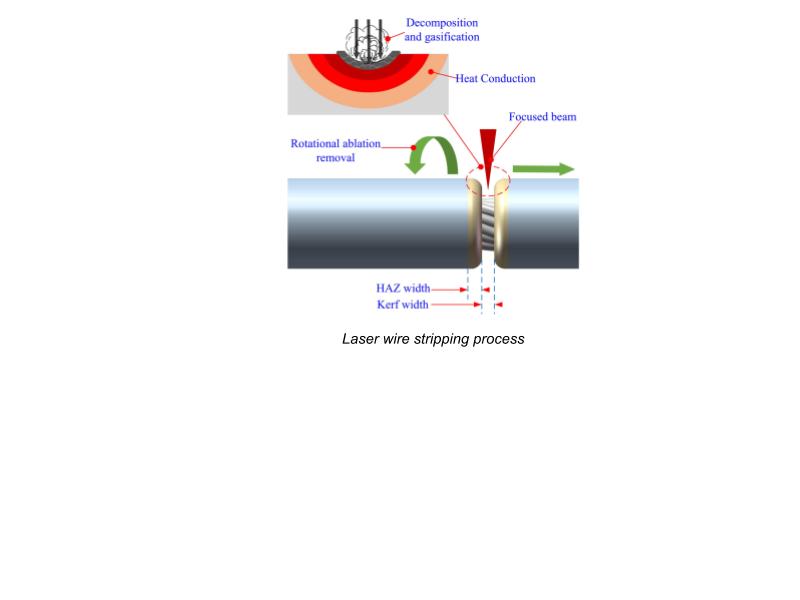 Decomposition
and gasification
Heat Conduction
Focused beam
Rotational ablation
removal
HAZ width
Kerf width
Laser wire stripping process